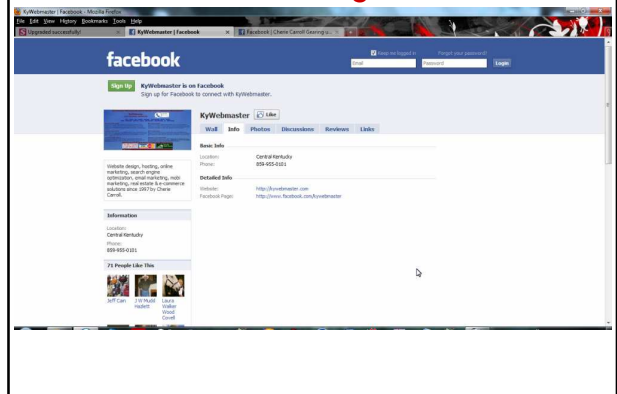 KyWebmaster | Facebook - Mozilla Firefox
File Edit View History Bookmarks Tools Help
Upgraded successfully!
KyWebmaster | Facebook
Facebook | Cherie Carroll Gearing u...
facebook
Keep me logged in
Forgot your password?
Email
Password
Login
Sign Up
KyWebmaster is on Facebook
Sign up for Facebook to connect with KyWebmaster.
KyWebmaster
Like
Wall Info Photos Discussions Reviews Links
Basic Info
Location: Central Kentucky
Phone: 859-955-0101
Detailed Info
Website: http://kywebmaster.com
Facebook Page: http://www.facebook.com/kywebmaster
Website design, hosting, online
marketing, search engine
optimization, email marketing, mobi
marketing, real estate & e-commerce
solutions since 1997 by Cherie
Carroll.
Information
Location:
Central Kentucky
Phone:
859-955-0101
71 People Like This
Jeff Cain
J.W Mudd
Laura
Walker
Wood
Covell